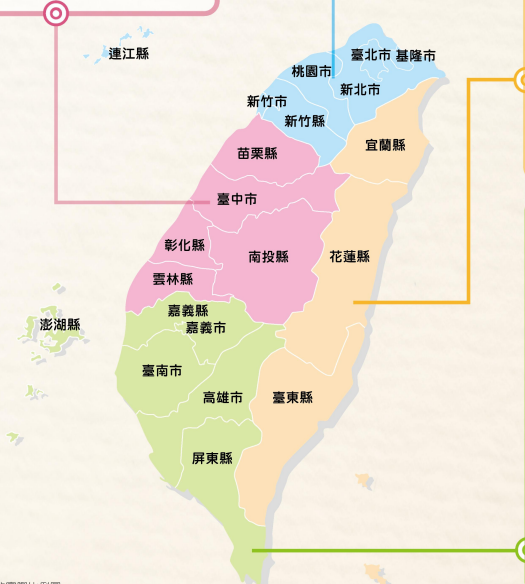 連江縣
臺北市
基隆市
桃園市
新北市
新竹市
新竹縣
宜蘭縣
苗栗縣
臺中市
彰化縣
南投縣
花蓮縣
雲林縣
嘉義縣
嘉義市
澎湖縣
臺南市
高雄市
臺東縣
屏東縣